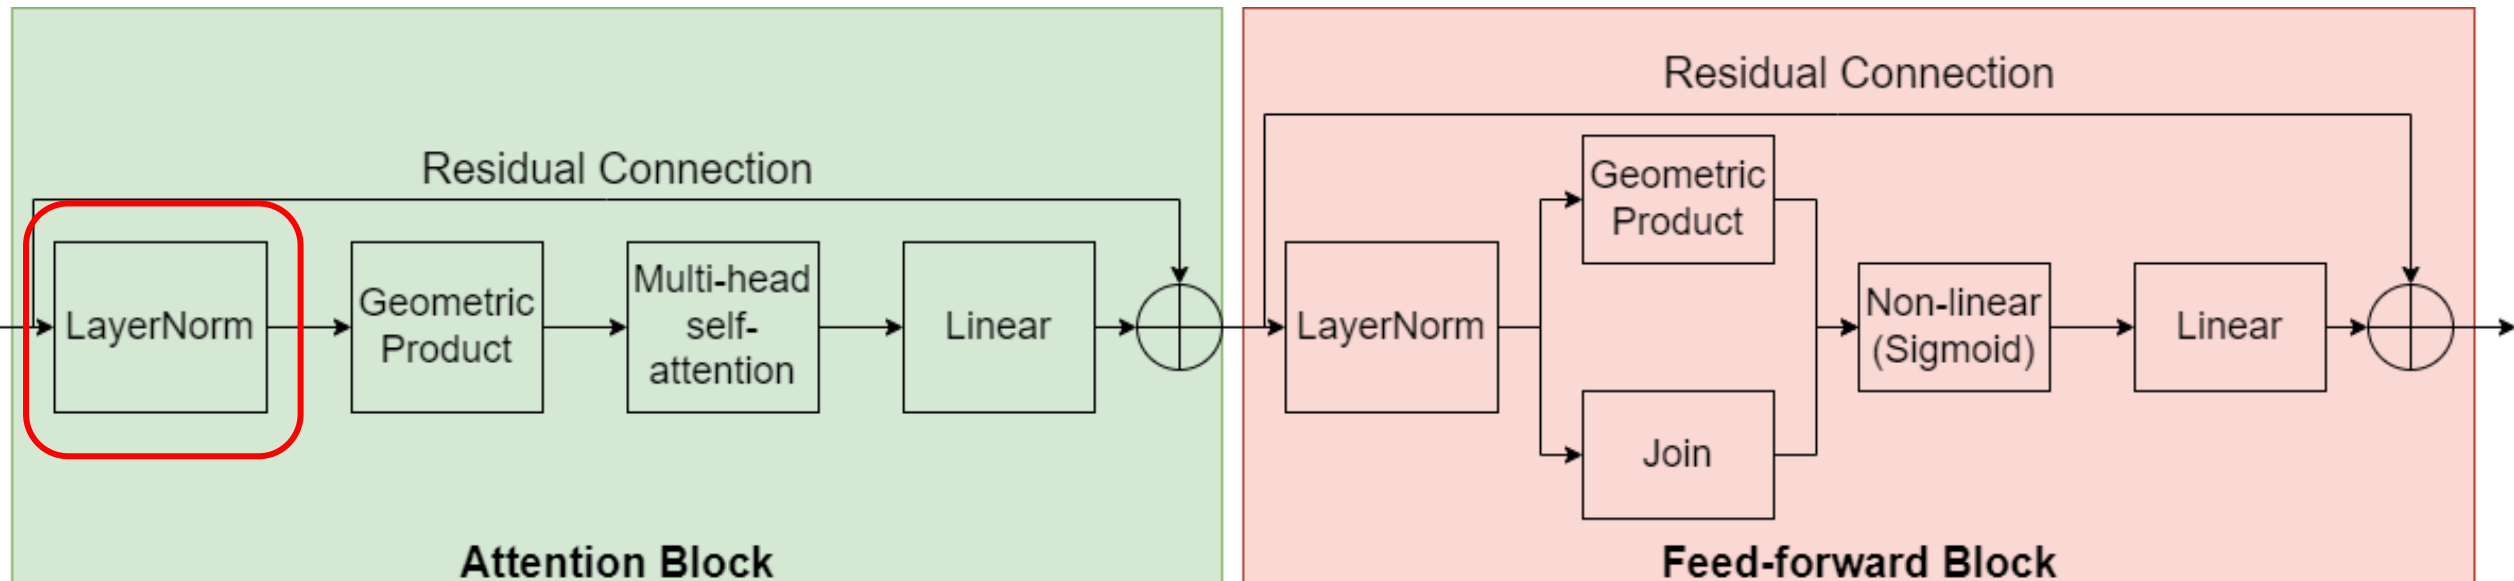 Residual Connection
LayerNorm
Geometric
Product
Multi-head
self-
attention
Linear
Attention Block
Residual Connection
LayerNorm
Geometric
Product
Join
Non-linear
(Sigmoid)
Linear
Feed-forward Block